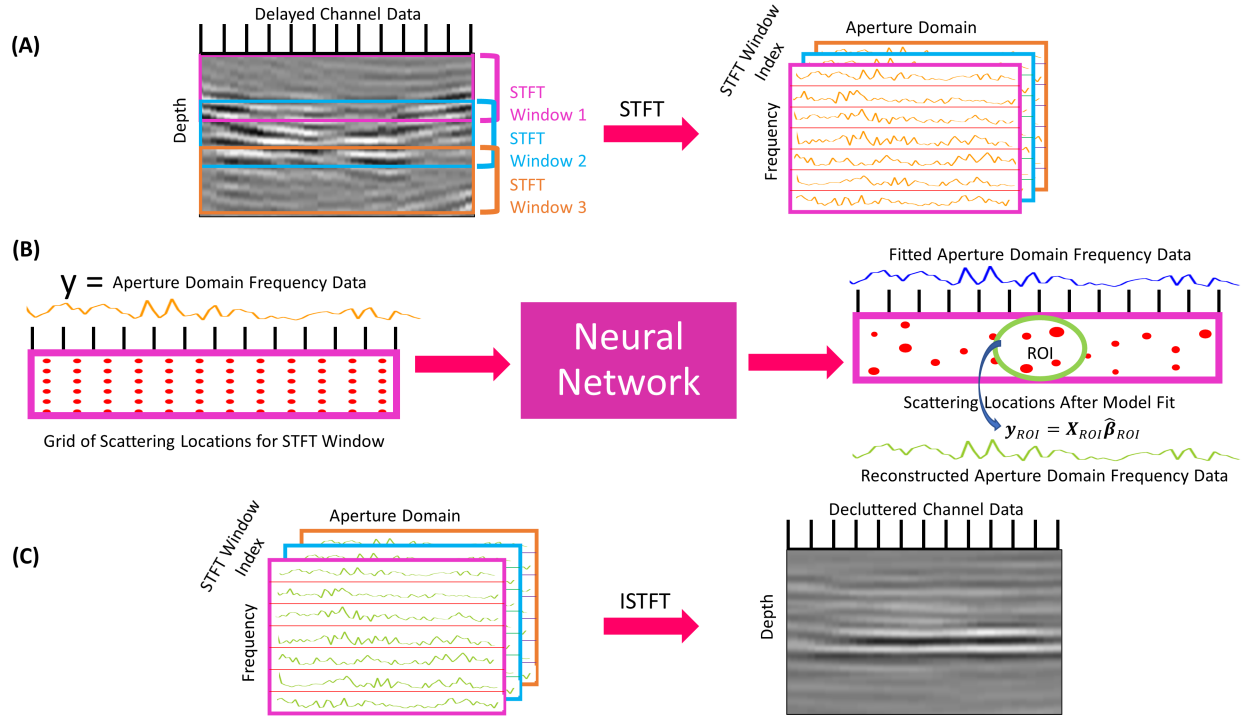 (A)
Delayed Channel Data
Depth
STFT
Window 1
STFT
Window 2
STFT
Window 3
STFT
STFT Window
Index
Aperture Domain
Frequency
(B)
y = Aperture Domain Frequency Data
Grid of Scattering Locations for STFT Window
Neural
Network
Fitted Aperture Domain Frequency Data
ROI
Scattering Locations After Model Fit
𝒚_ROI = 𝑿_ROI 𝜷̂_ROI
Reconstructed Aperture Domain Frequency Data
(C)
STFT Window
Index
Aperture Domain
Frequency
ISTFT
Decluttered Channel Data
Depth